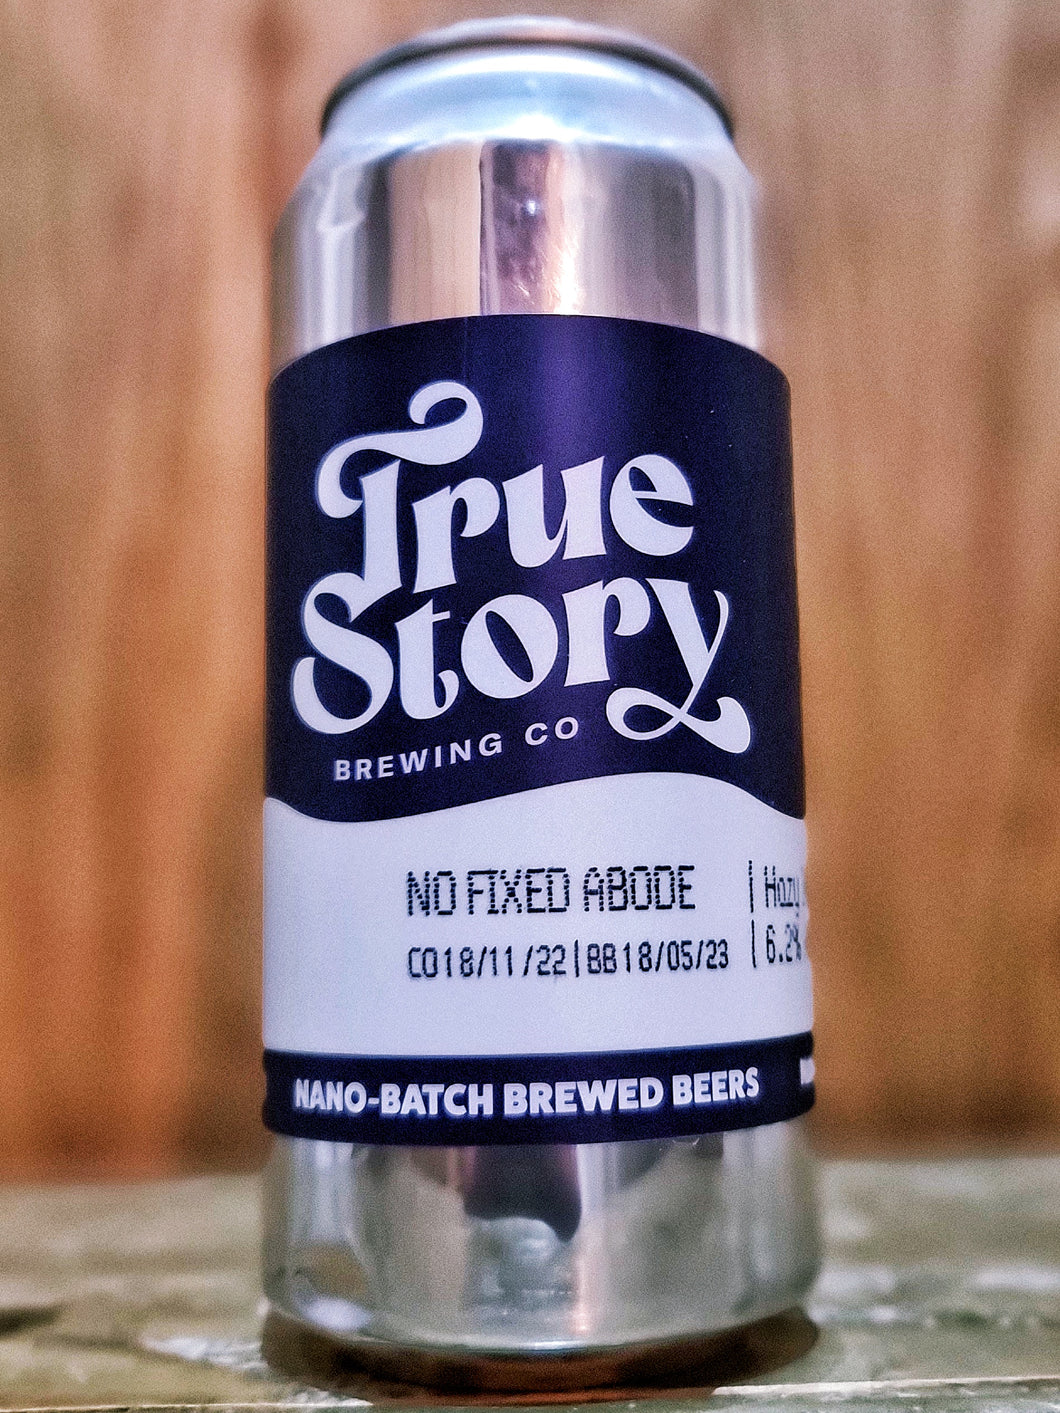 True
Story
BREWING CO
NO FIXED ABODE | Hazy
CO18/11/22|BB18/05/23 | 6.2%
NANO-BATCH BREWED BEERS